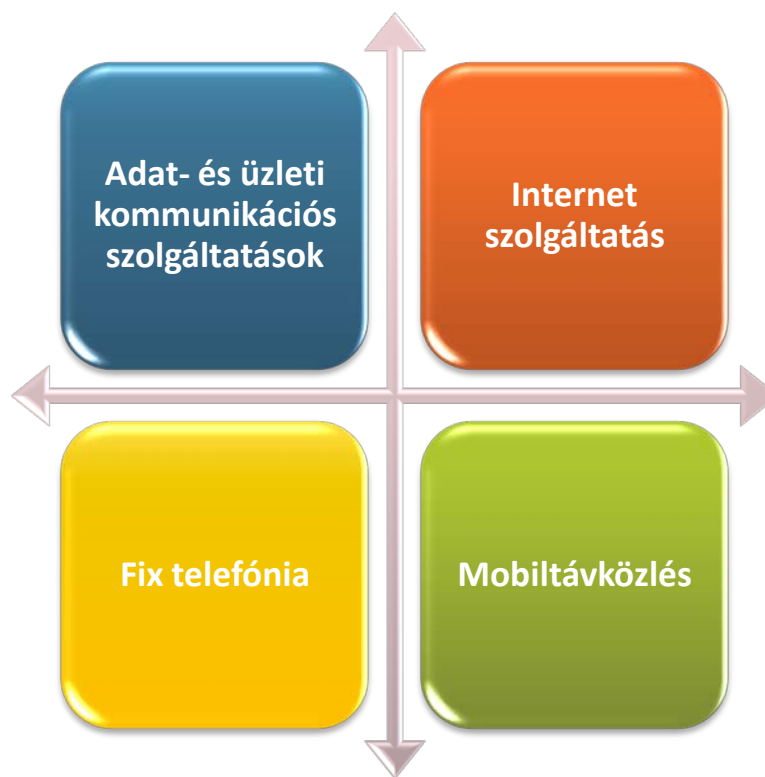 Adat- és üzleti
kommunikációs
szolgáltatások
Internet
szolgáltatás
Fix telefónia
Mobiltávközlés